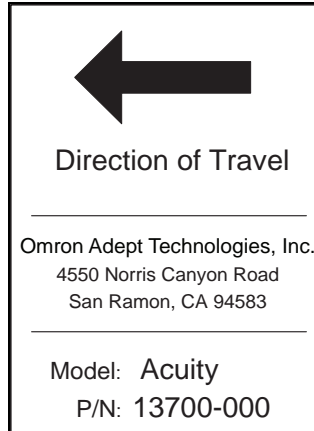 Direction of Travel
Omron Adept Technologies, Inc.
4550 Norris Canyon Road
San Ramon, CA 94583
Model: Acuity
P/N: 13700-000